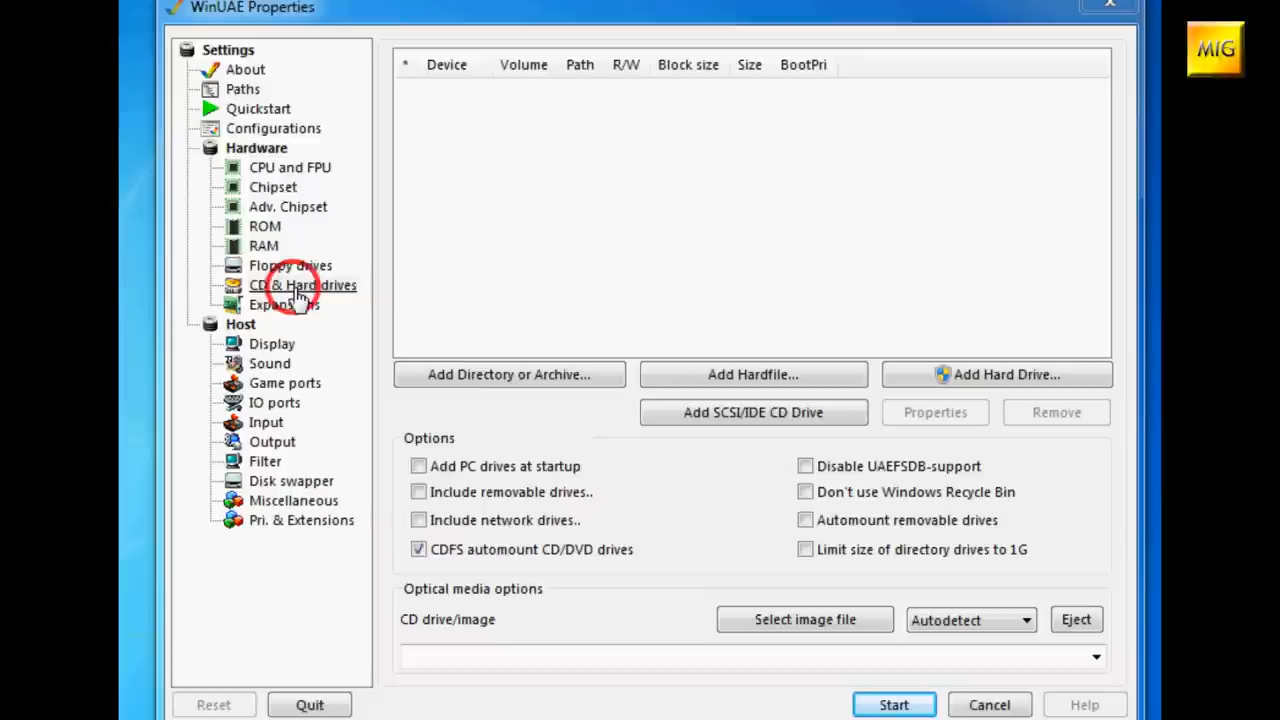 WinUAE Properties
MIG
Settings
About
Paths
Quickstart
Configurations
Hardware
CPU and FPU
Chipset
Adv. Chipset
ROM
RAM
Floppy drives
CD & Hard drives
Expansions
Host
Display
Sound
Game ports
IO ports
Input
Output
Filter
Disk swapper
Miscellaneous
Pri. & Extensions
* Device Volume Path R/W Block size Size BootPri
Add Directory or Archive... Add Hardfile... Add Hard Drive...
Add SCSI/IDE CD Drive Properties Remove
Options
Add PC drives at startup Disable UAEFSDB-support
Include removable drives.. Don't use Windows Recycle Bin
Include network drives.. Automount removable drives
CDFS automount CD/DVD drives Limit size of directory drives to 1G
Optical media options
CD drive/image Select image file Autodetect Eject
Reset Quit Start Cancel Help